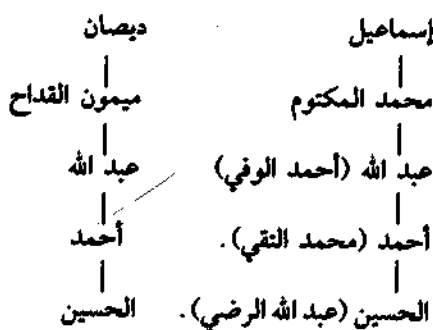 إسماعيل ديصان
محمد المكتوم ميمون القداح
عبد الله (أحمد الوفي) عبد الله
أحمد (محمد التقي). أحمد
الحسين (عبد الله الرضي). الحسين